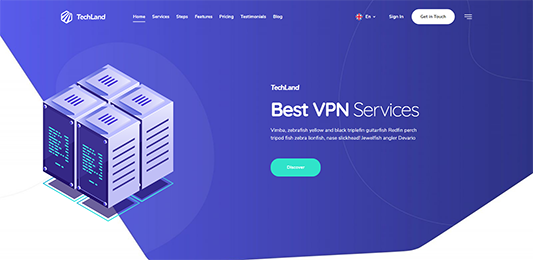 TechLand
Home Services Steps Features Pricing Testimonials Blog
En
Sign In
Get in Touch
TechLand
Best VPN Services
Vimba, zebrafish yellow and black triplefin guitarfish Redfin perch
tripod fish zebra lionfish, nase slickhead! Jewelfish angler Devario
Discover